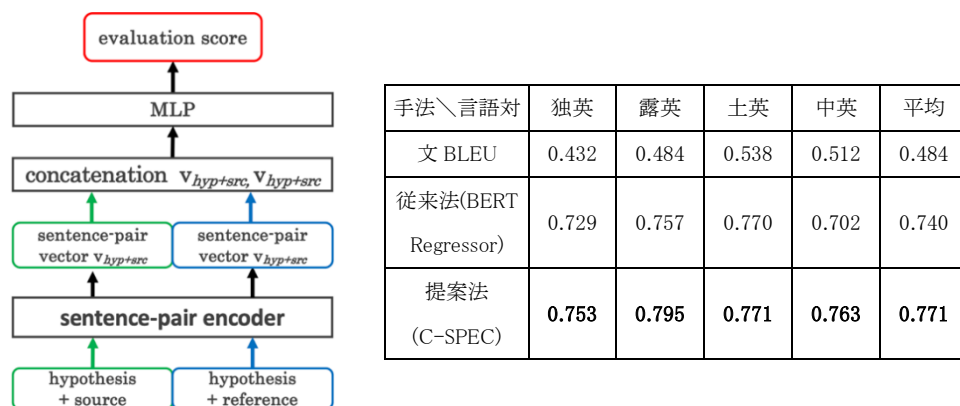 evaluation score
MLP
concatenation v_hyp+src, v_hyp+src
sentence-pair
vector v_hyp+src
sentence-pair
vector v_hyp+src
sentence-pair encoder
hypothesis
+ source
hypothesis
+ reference
手法＼言語対 独英 露英 土英 中英 平均
文 BLEU 0.432 0.484 0.538 0.512 0.484
従来法(BERT
Regressor) 0.729 0.757 0.770 0.702 0.740
提案法
(C-SPEC) 0.753 0.795 0.771 0.763 0.771